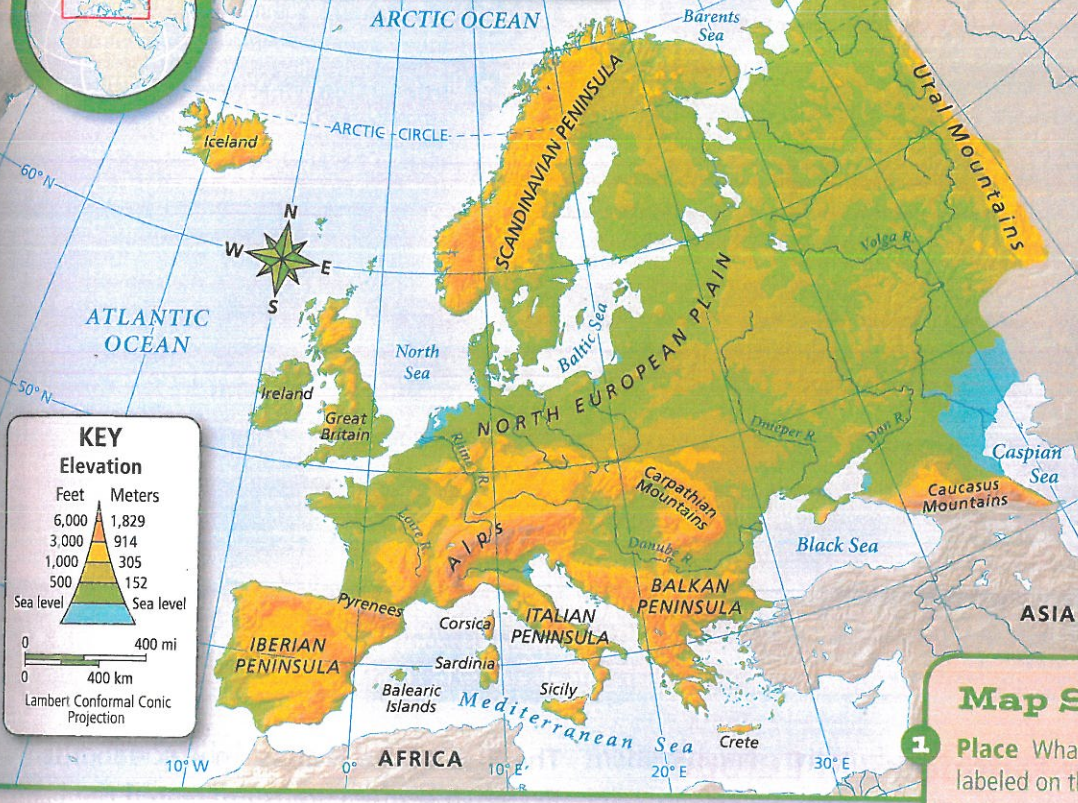 ARCTIC OCEAN
Barents
Sea
Ural Mountains
SCANDINAVIAN PENINSULA
ARCTIC CIRCLE
Iceland
60°N
N
W
E
S
Volga R.
ATLANTIC
OCEAN
North
Sea
Baltic Sea
NORTH EUROPEAN PLAIN
50°N
Ireland
Great
Britain
Rhine R.
Dnieper R.
Don R.
Caspian
Sea
Carpathian
Mountains
Caucasus
Mountains
Loire R.
Alps
Danube R.
Black Sea
BALKAN
PENINSULA
Pyrenees
Corsica
ITALIAN
PENINSULA
ASIA
IBERIAN
PENINSULA
Sardinia
Balearic
Islands
Sicily
Mediterranean Sea
Crete
AFRICA
10°W
0°
10°E
20°E
30°E
KEY
Elevation
Feet Meters
6,000 1,829
3,000 914
1,000 305
500 152
Sea level Sea level
0 400 mi
0 400 km
Lambert Conformal Conic
Projection
Map S
1 Place Wha
labeled on t